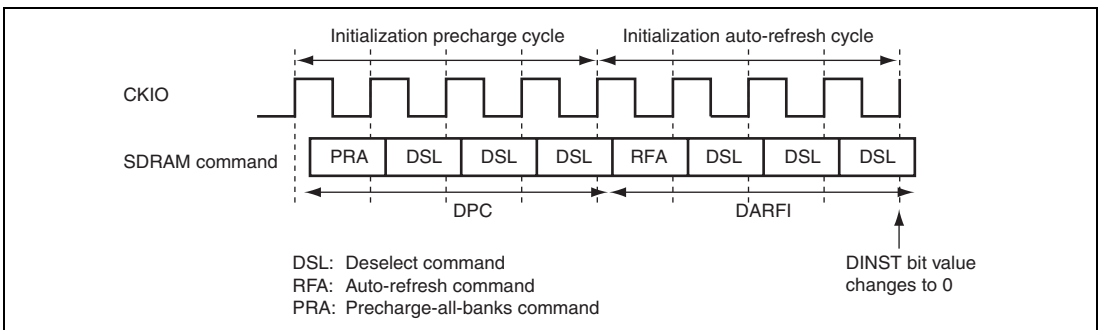 Initialization precharge cycle Initialization auto-refresh cycle
CKIO
SDRAM command PRA DSL DSL DSL RFA DSL DSL DSL
DPC DARFI
DSL: Deselect command
RFA: Auto-refresh command
PRA: Precharge-all-banks command
DINST bit value
changes to 0